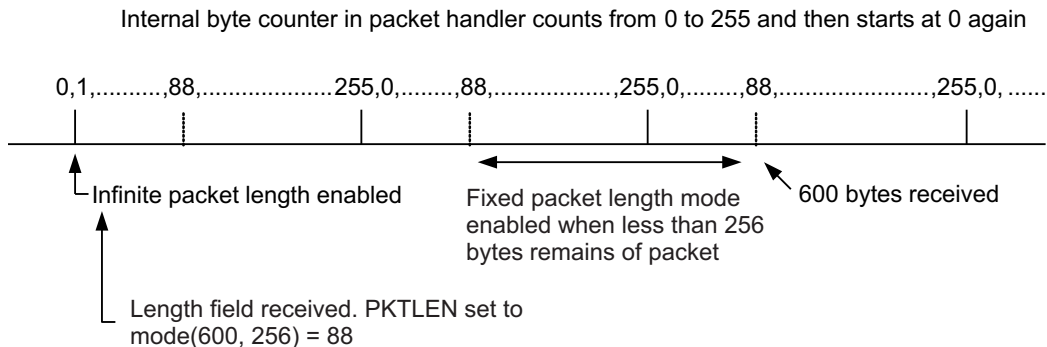 Internal byte counter in packet handler counts from 0 to 255 and then starts at 0 again
0,1,..........,88,.......................255,0,........,88,....................,255,0,........,88,.......................,255,0, ......
Infinite packet length enabled
Fixed packet length mode
enabled when less than 256
bytes remains of packet
600 bytes received
Length field received. PKTLEN set to
mode(600, 256) = 88